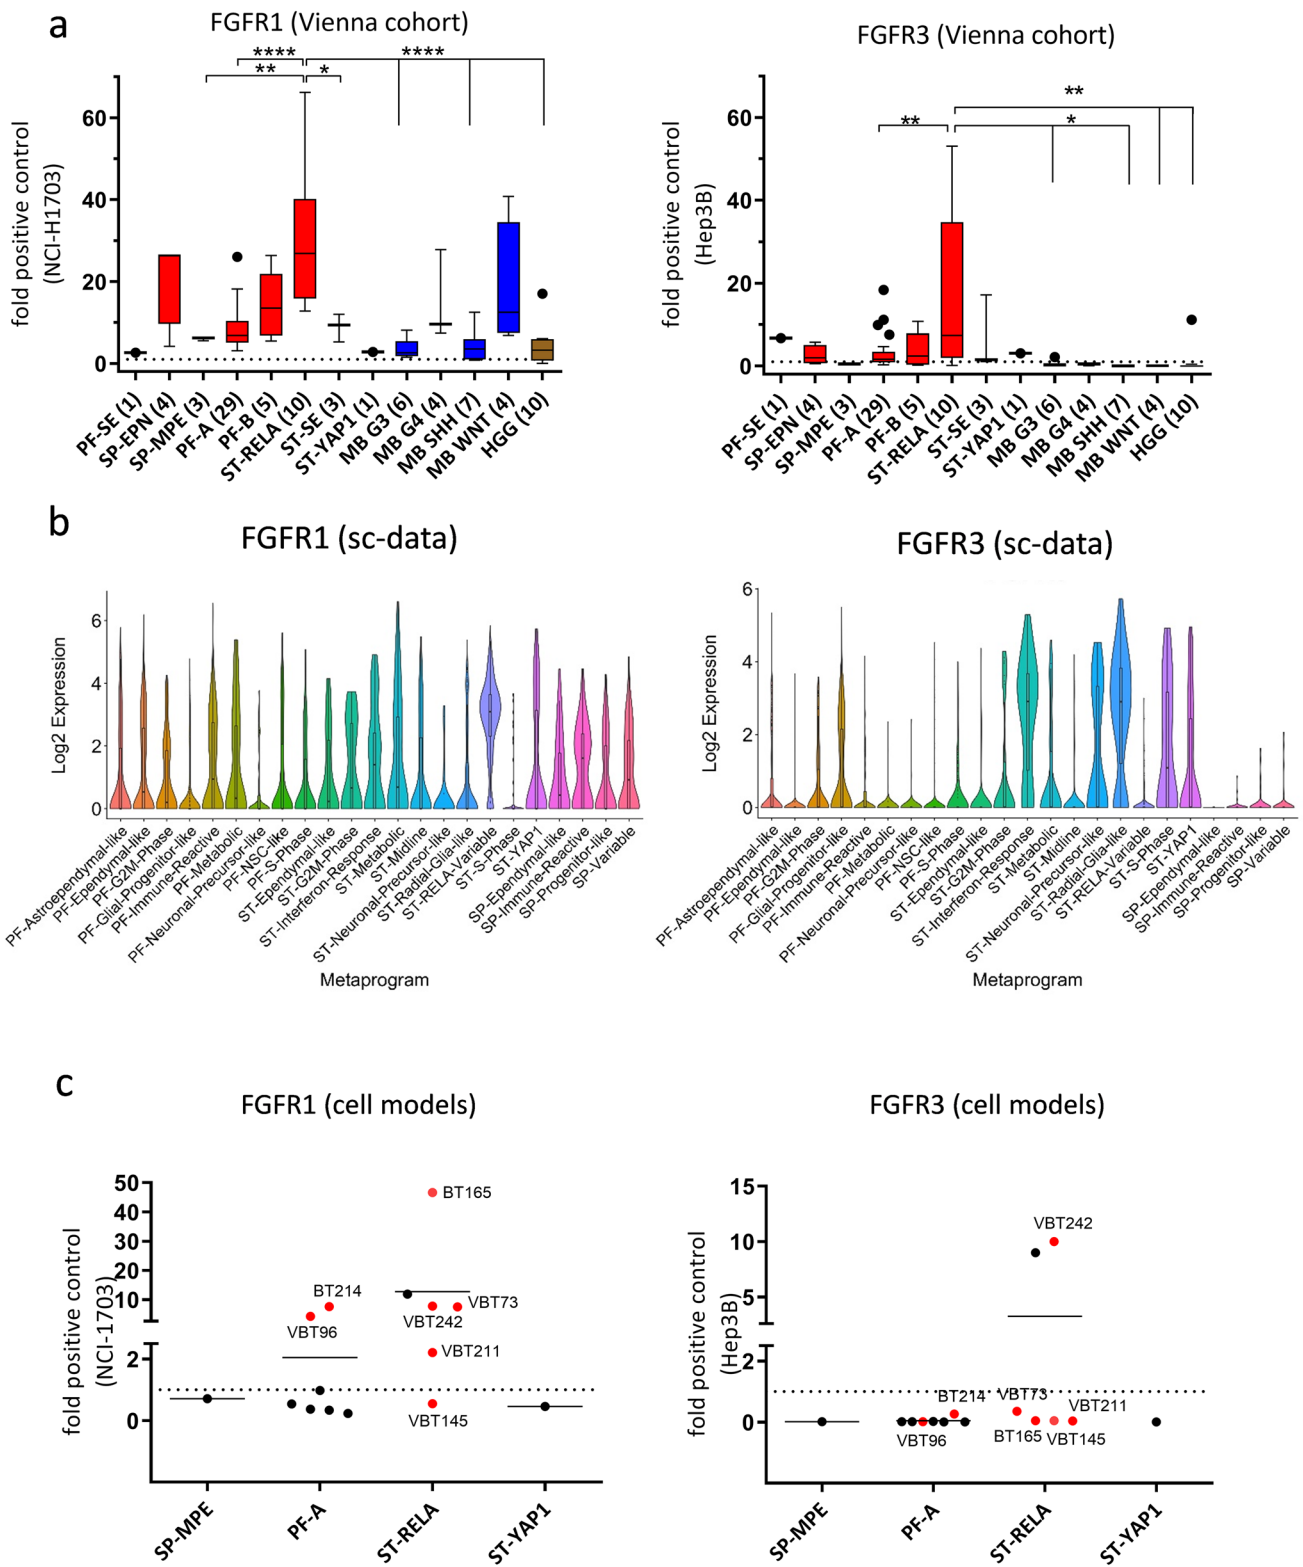 a
FGFR1 (Vienna cohort)
FGFR3 (Vienna cohort)
****
****
**
*
**
**
*
fold positive control
(NCI-H1703)
60
40
20
0
PF-SE (1)
SP-EPN (4)
SP-MPE (3)
PF-A (29)
PF-B (5)
ST-RELA (10)
ST-SE (3)
ST-YAP1 (1)
MB G3 (6)
MB G4 (4)
MB SHH (7)
MB WNT (4)
HGG (10)
fold positive control
(Hep3B)
60
40
20
0
PF-SE (1)
SP-EPN (4)
SP-MPE (3)
PF-A (29)
PF-B (5)
ST-RELA (10)
ST-SE (3)
ST-YAP1 (1)
MB G3 (6)
MB G4 (4)
MB SHH (7)
MB WNT (4)
HGG (10)
b
FGFR1 (sc-data)
FGFR3 (sc-data)
Log2 Expression
6
4
2
0
PF-Astroependymal-like
PF-Ependymal-like
PF-G2M-Phase
PF-Glial-Progenitor-like
PF-Immune-Reactive
PF-Metabolic
PF-Neuronal-Precursor-like
PF-NSC-like
PF-S-Phase
ST-Ependymal-like
ST-G2M-Phase
ST-Interferon-Response
ST-Metabolic
ST-Midline
ST-Neuronal-Precursor-like
ST-Radial-Glia-like
ST-RELA-Variable
ST-S-Phase
ST-YAP1
SP-Ependymal-like
SP-Immune-Reactive
SP-Progenitor-like
SP-Variable
Metaprogram
Log2 Expression
6
4
2
0
PF-Astroependymal-like
PF-Ependymal-like
PF-G2M-Phase
PF-Glial-Progenitor-like
PF-Immune-Reactive
PF-Metabolic
PF-Neuronal-Precursor-like
PF-NSC-like
PF-S-Phase
ST-Ependymal-like
ST-G2M-Phase
ST-Interferon-Response
ST-Metabolic
ST-Midline
ST-Neuronal-Precursor-like
ST-Radial-Glia-like
ST-RELA-Variable
ST-S-Phase
ST-YAP1
SP-Ependymal-like
SP-Immune-Reactive
SP-Progenitor-like
SP-Variable
Metaprogram
c
FGFR1 (cell models)
FGFR3 (cell models)
fold positive control
(NCI-1703)
50
40
30
20
10
2
0
BT165
BT214
VBT96
VBT73
VBT242
VBT211
VBT145
SP-MPE
PF-A
ST-RELA
ST-YAP1
fold positive control
(Hep3B)
15
10
5
2
0
VBT242
BT214
VBT73
VBT211
VBT96
BT165
VBT145
SP-MPE
PF-A
ST-RELA
ST-YAP1